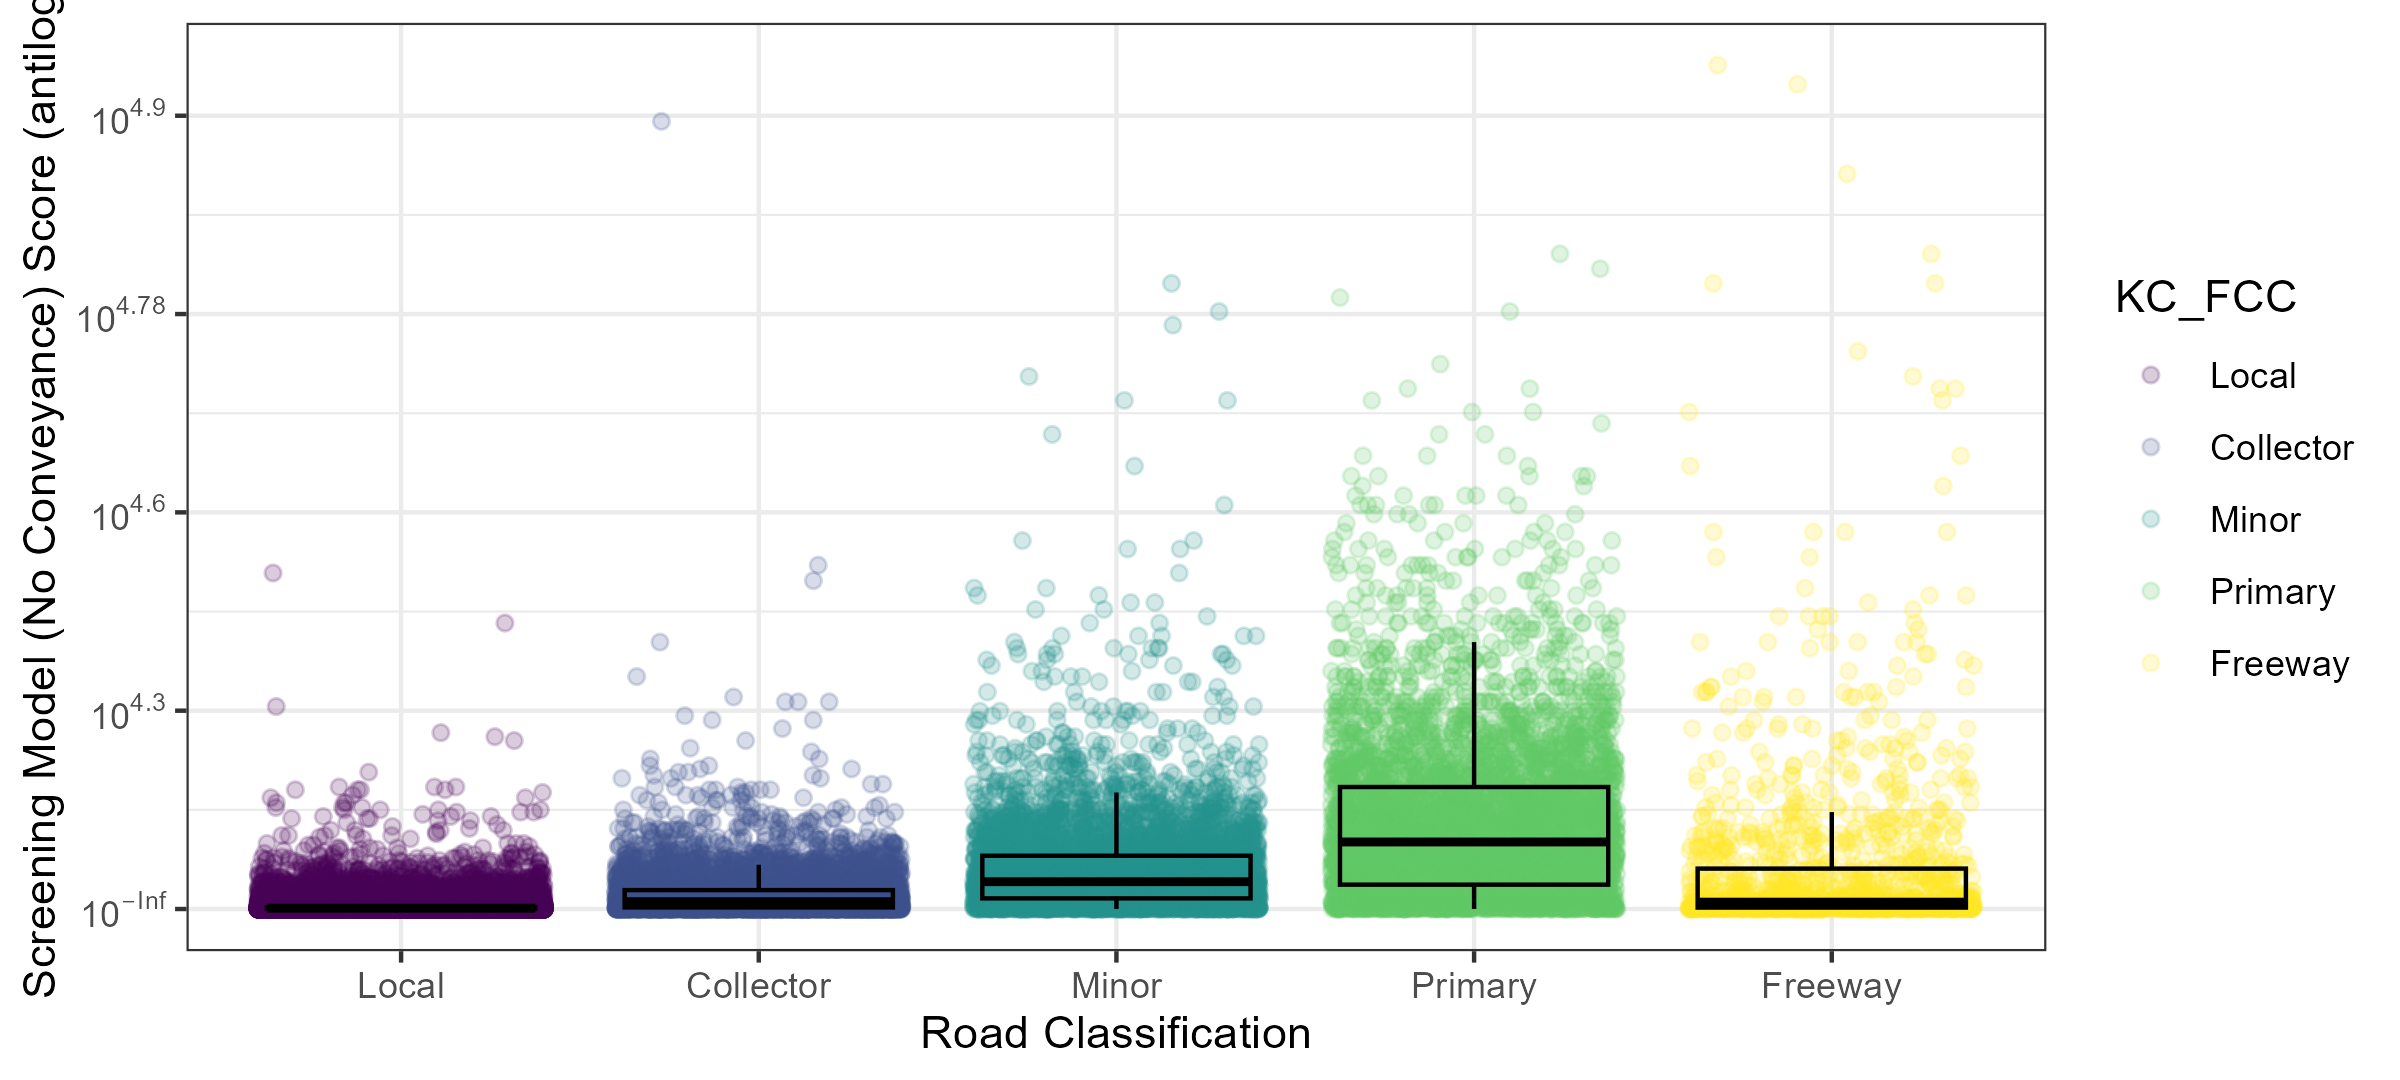 Screening Model (No Conveyance) Score (antilog
10^4.9
10^4.78
10^4.6
10^4.3
10^−Inf
Local
Collector
Minor
Primary
Freeway
Road Classification
KC_FCC
Local
Collector
Minor
Primary
Freeway